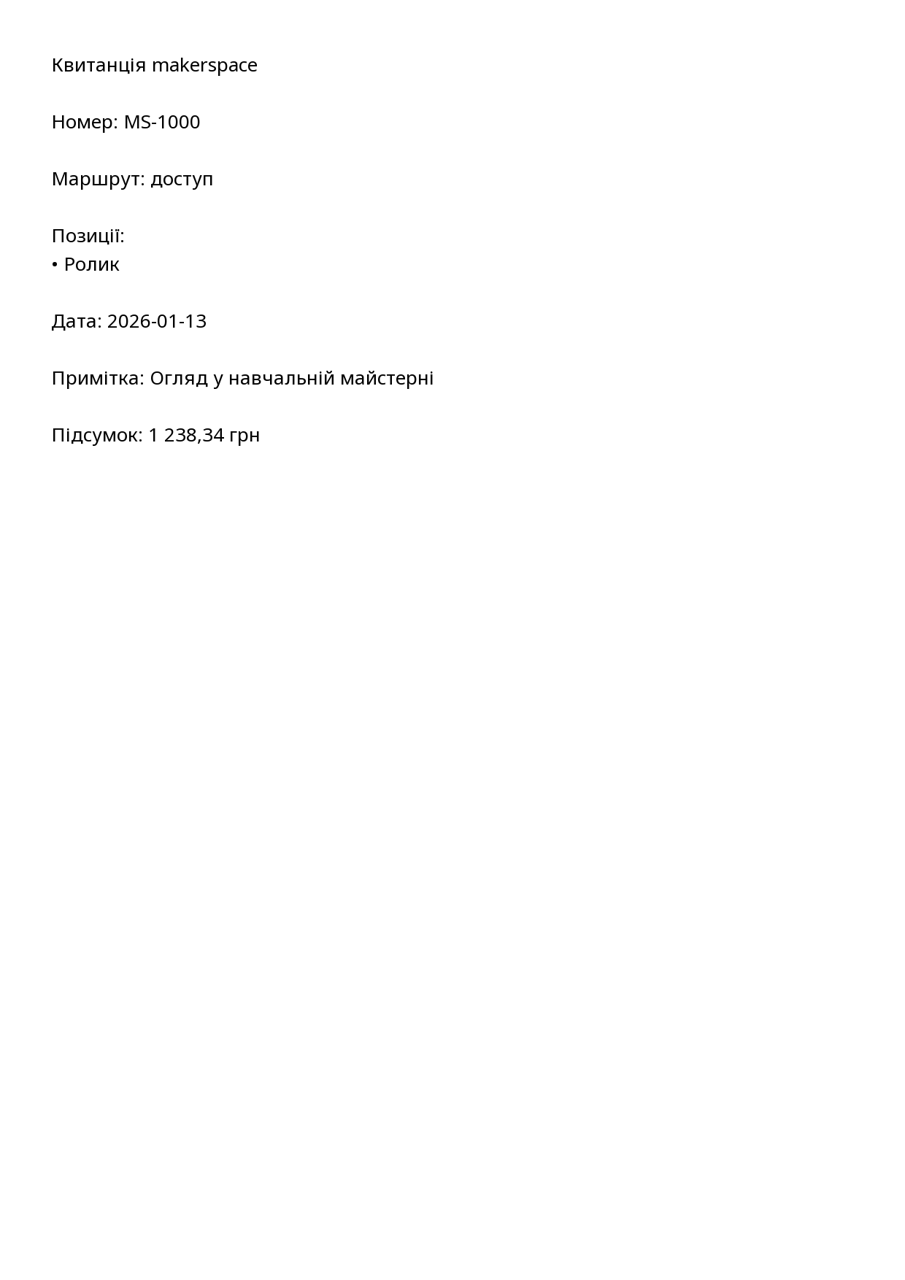 Квитанція makerspace
Номер: MS-1000
Маршрут: доступ
Позиції:
• Ролик
Дата: 2026-01-13
Примітка: Огляд у навчальній майстерні
Підсумок: 1 238,34 грн